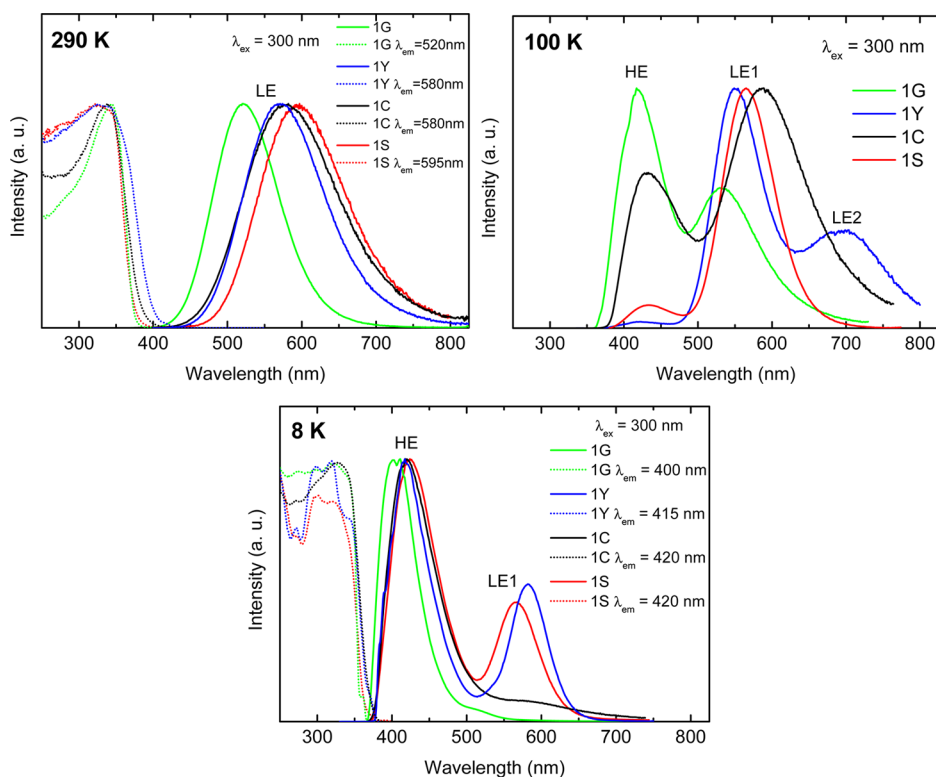 290 K
λex = 300 nm
LE
1G
1G λem=520nm
1Y
1Y λem=580nm
1C
1C λem=580nm
1S
1S λem=595nm
Intensity (a. u.)
300 400 500 600 700 800
Wavelength (nm)
100 K
λex = 300 nm
HE
LE1
LE2
1G
1Y
1C
1S
Intensity (a. u.)
300 400 500 600 700 800
Wavelength (nm)
8 K
λex = 300 nm
HE
LE1
1G
1G λem = 400 nm
1Y
1Y λem = 415 nm
1C
1C λem = 420 nm
1S
1S λem = 420 nm
Intensity (a. u.)
300 400 500 600 700 800
Wavelength (nm)